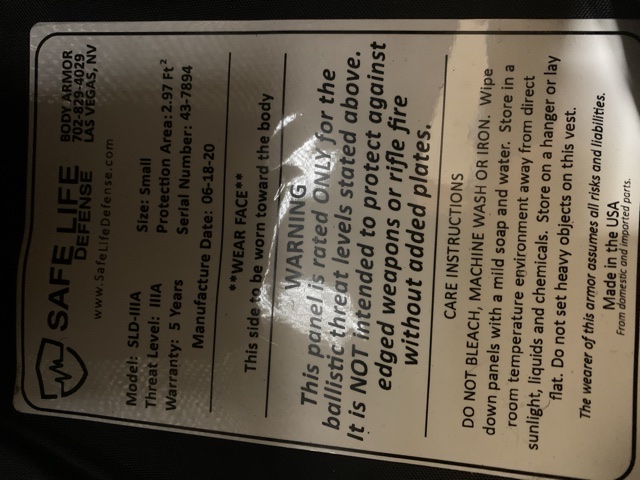 SAFE LIFE
DEFENSE
BODY ARMOR
702-829-4029
LAS VEGAS, NV
www.SafeLifeDefense.com
Model: SLD-IIIA
Size: Small
Threat Level: IIIA
Protection Area: 2.97 Ft²
Warranty: 5 Years
Serial Number: 43-7894
Manufacture Date: 06-18-20
**WEAR FACE**
This side to be worn toward the body
WARNING
This panel is rated ONLY for the
ballistic threat levels stated above.
It is NOT intended to protect against
edged weapons or rifle fire
without added plates.
CARE INSTRUCTIONS
DO NOT BLEACH, MACHINE WASH OR IRON. Wipe
down panels with a mild soap and water. Store in a
room temperature environment away from direct
sunlight, liquids and chemicals. Store on a hanger or lay
flat. Do not set heavy objects on this vest.
The wearer of this armor assumes all risks and liabilities.
Made in the USA
From domestic and imported parts.